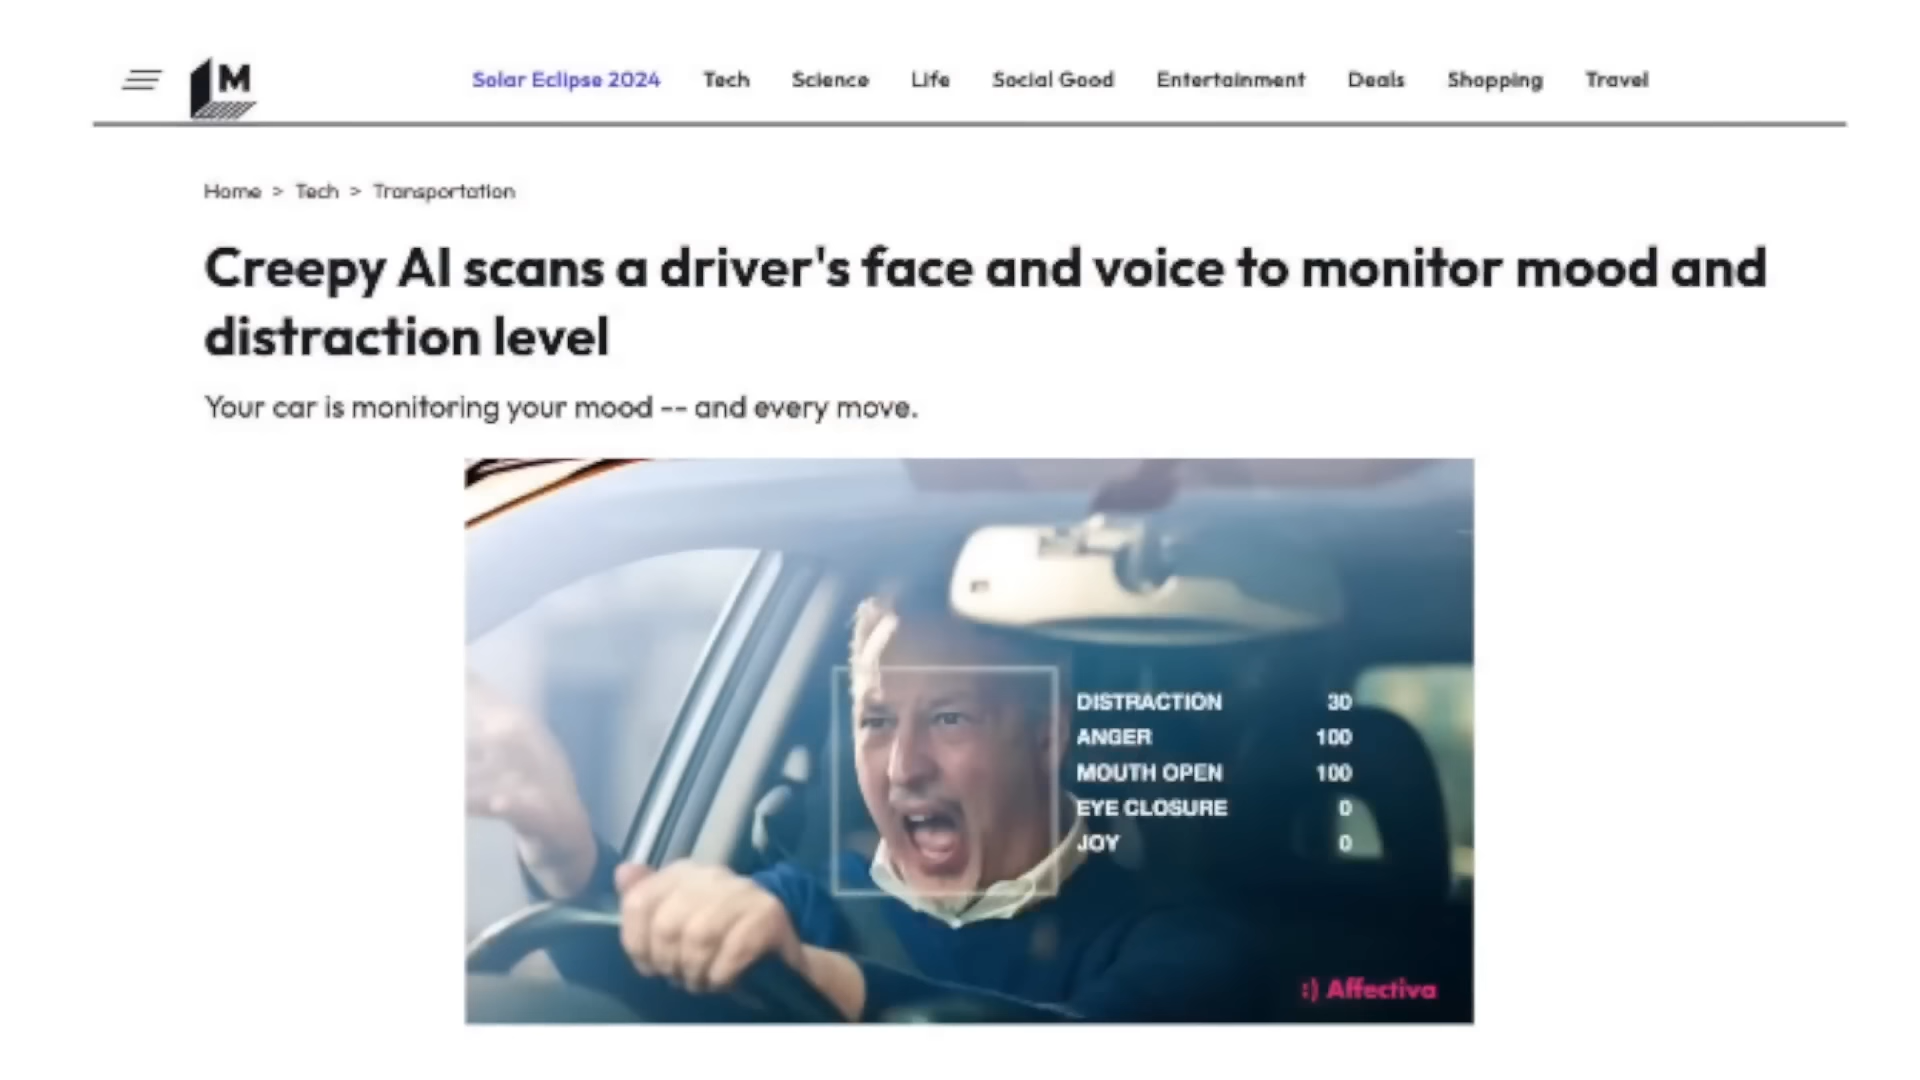 M
Solar Eclipse 2024 Tech Science Life Social Good Entertainment Deals Shopping Travel
Home > Tech > Transportation
Creepy AI scans a driver's face and voice to monitor mood and
distraction level
Your car is monitoring your mood -- and every move.
DISTRACTION 30
ANGER 100
MOUTH OPEN 100
EYE CLOSURE 0
JOY 0
:) Affectiva